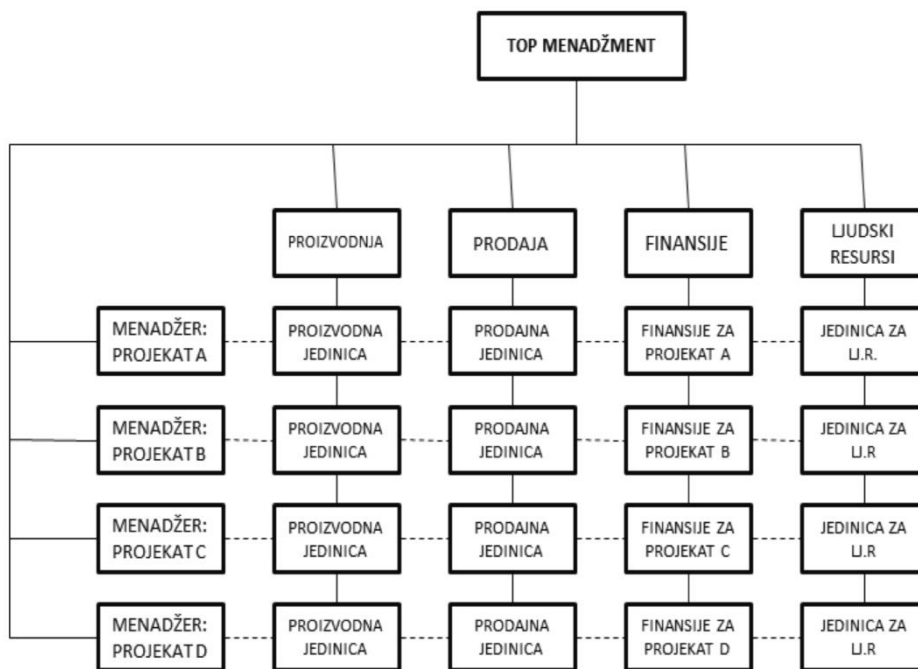 TOP MENADŽMENT
PROIZVODNJA
PRODAJA
FINANSIJE
LJUDSKI
RESURSI
MENADŽER:
PROJEKAT A
PROIZVODNA
JEDINICA
PRODAJNA
JEDINICA
FINANSIJE ZA
PROJEKAT A
JEDINICA ZA
LJ.R.
MENADŽER:
PROJEKAT B
PROIZVODNA
JEDINICA
PRODAJNA
JEDINICA
FINANSIJE ZA
PROJEKAT B
JEDINICA ZA
LJ.R
MENADŽER:
PROJEKAT C
PROIZVODNA
JEDINICA
PRODAJNA
JEDINICA
FINANSIJE ZA
PROJEKAT C
JEDINICA ZA
LJ.R
MENADŽER:
PROJEKAT D
PROIZVODNA
JEDINICA
PRODAJNA
JEDINICA
FINANSIJE ZA
PROJEKAT D
JEDINICA ZA
LJ.R